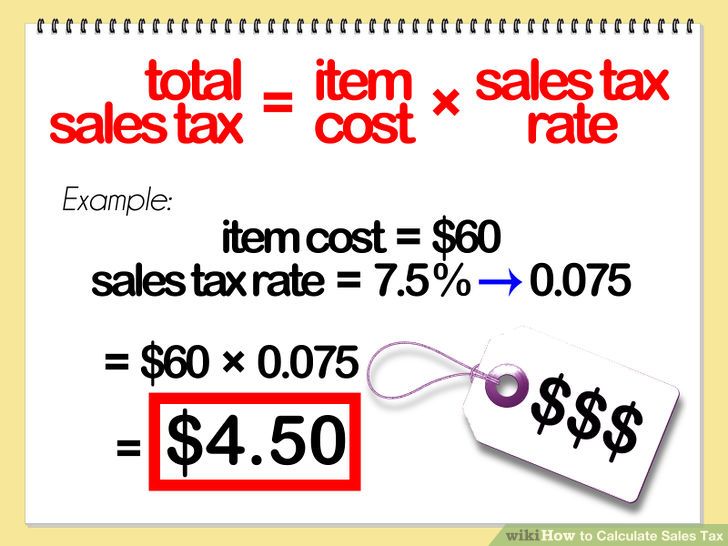 total sales tax = item cost × sales tax rate
Example:
item cost = $60
sales tax rate = 7.5% → 0.075
= $60 × 0.075
= $4.50
$$$
wikiHow to Calculate Sales Tax